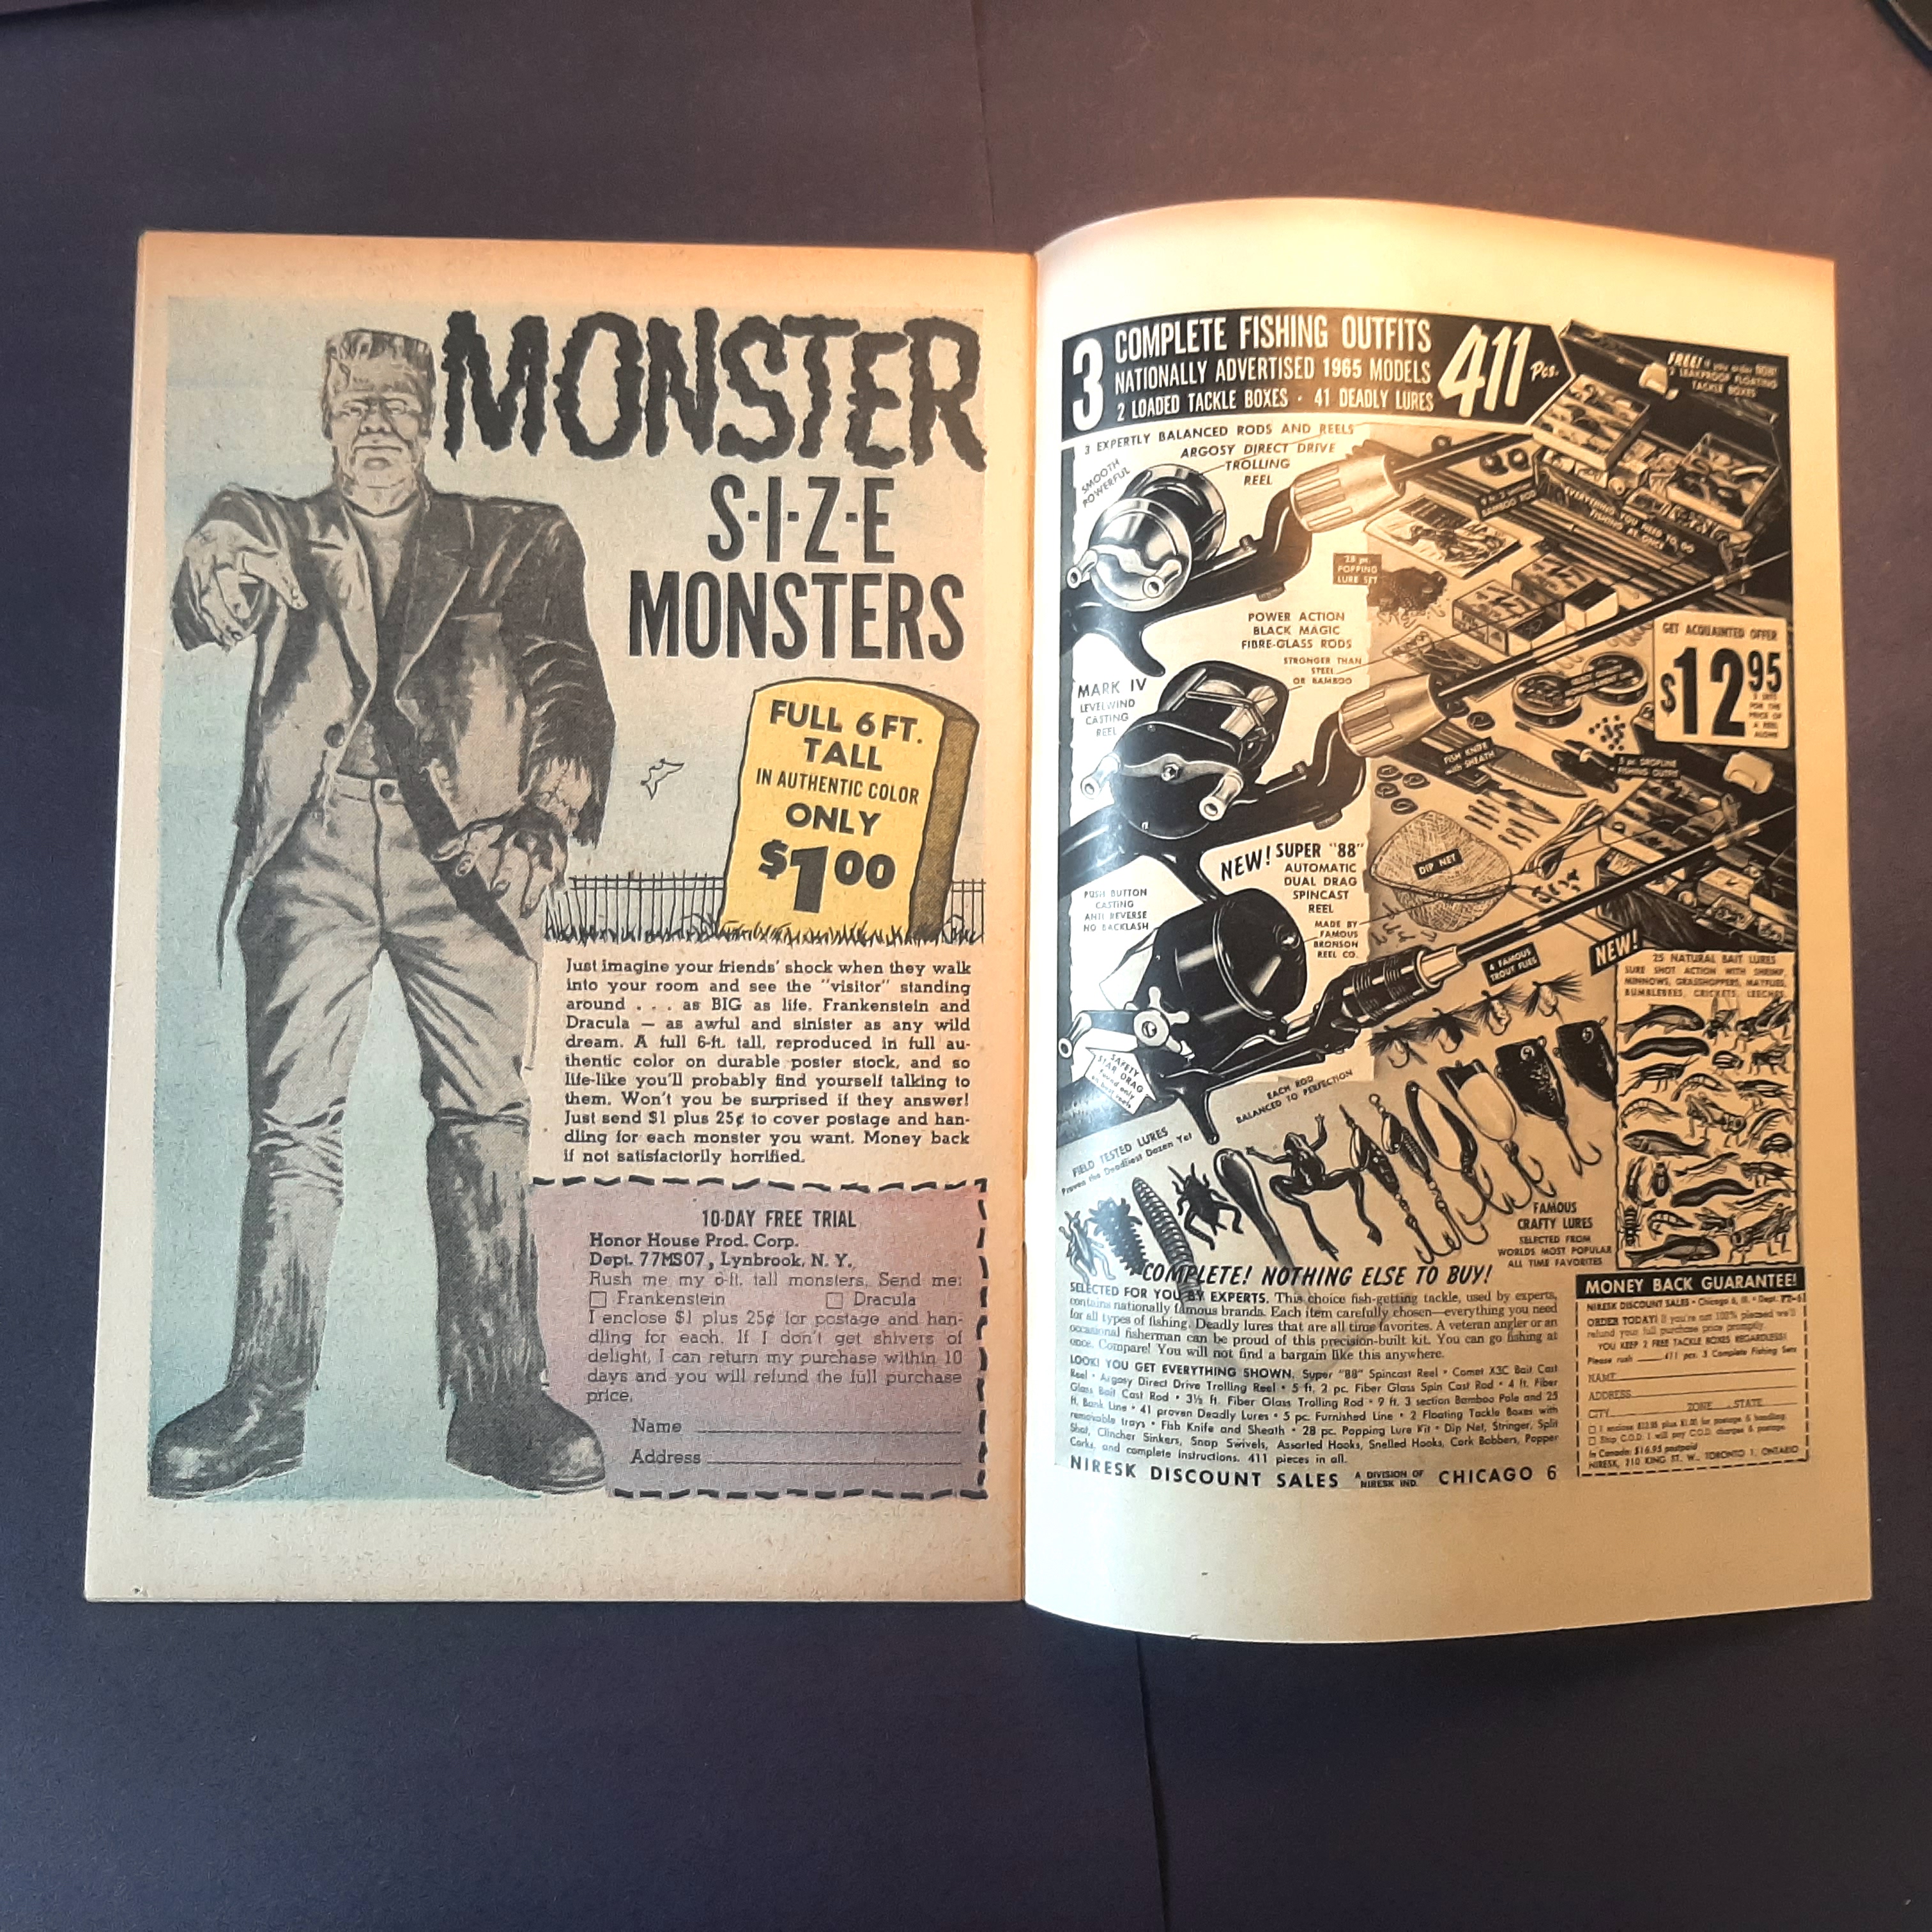 MONSTER
S·I·Z·E
MONSTERS
FULL 6 FT.
TALL
IN AUTHENTIC COLOR
ONLY
$1 00
Just imagine your friends' shock when they walk
into your room and see the "visitor" standing
around . . . as BIG as life. Frankenstein and
Dracula — as awful and sinister as any wild
dream. A full 6-ft. tall, reproduced in full au-
thentic color on durable poster stock, and so
life-like you'll probably find yourself talking to
them. Won't you be surprised if they answer!
Just send $1 plus 25¢ to cover postage and han-
dling for each monster you want. Money back
if not satisfactorily horrified.
10-DAY FREE TRIAL
Honor House Prod. Corp.
Dept. 77MS07, Lynbrook, N. Y.
Rush me my 6-ft. tall monsters. Send me:
Frankenstein Dracula
I enclose $1 plus 25¢ for postage and han-
dling for each. If I don't get shivers of
delight, I can return my purchase within 10
days and you will refund the full purchase
price.
Name
Address
3 COMPLETE FISHING OUTFITS
NATIONALLY ADVERTISED 1965 MODELS
2 LOADED TACKLE BOXES · 41 DEADLY LURES
411 Pcs.
FREE! if you order NOW!
2 LEAKPROOF FLOATING
TACKLE BOXES
3 EXPERTLY BALANCED RODS AND REELS
SMOOTH
POWERFUL
ARGOSY DIRECT DRIVE
TROLLING
REEL
BAMBOO ROD
EVERYTHING YOU NEED TO GO
FISHING
AT ONCE
28 pc.
POPPING
LURE SET
POWER ACTION
BLACK MAGIC
FIBRE-GLASS RODS
STRONGER THAN
STEEL
OR BAMBOO
GET ACQUAINTED OFFER
$12 95
3 SETS
FOR THE
PRICE OF
A REEL
ALONE
MARK IV
LEVELWIND
CASTING
REEL
FISH KNIFE
with SHEATH
5 pc. DROPLINE
FISHING OUTFIT
DIP NET
NEW! SUPER "88"
AUTOMATIC
DUAL DRAG
SPINCAST
REEL
MADE BY
FAMOUS
BRONSON
REEL CO.
PUSH BUTTON
CASTING
ANTI REVERSE
NO BACKLASH
SAFETY
STAR DRAG
found only
on best reels
EACH ROD
BALANCED TO PERFECTION
4 FAMOUS
TROUT FLIES
NEW!
25 NATURAL BAIT LURES
SURE SHOT ACTION WITH SHRIMP,
MINNOWS, GRASSHOPPERS, MAYFLIES,
BUMBLEBEES, CRICKETS, LEECHES
FIELD TESTED LURES
Proven the Deadliest Dozen Yet
FAMOUS
CRAFTY LURES
SELECTED FROM
WORLDS MOST POPULAR
ALL TIME FAVORITES
COMPLETE! NOTHING ELSE TO BUY!
SELECTED FOR YOU BY EXPERTS. This choice fish-getting tackle, used by experts,
contains nationally famous brands. Each item carefully chosen—everything you need
for all types of fishing. Deadly lures that are all time favorites. A veteran angler or an
occasional fisherman can be proud of this precision-built kit. You can go fishing at
once. Compare! You will not find a bargain like this anywhere.
LOOK! YOU GET EVERYTHING SHOWN. Super "88" Spincast Reel • Comet X3C Bait Cast
Reel • Argosy Direct Drive Trolling Reel • 5 ft. 2 pc. Fiber Glass Spin Cast Rod • 4 ft. Fiber
Glass Bait Cast Rod • 3½ ft. Fiber Glass Trolling Rod • 9 ft. 3 section Bamboo Pole and 25
ft. Bank Line • 41 proven Deadly Lures • 5 pc. Furnished Line • 2 Floating Tackle Boxes with
removable trays • Fish Knife and Sheath • 28 pc. Popping Lure Kit • Dip Net, Stringer, Split
Shot, Clincher Sinkers, Snap Swivels, Assorted Hooks, Snelled Hooks, Cork Bobbers, Popper
Corks, and complete instructions. 411 pieces in all.
NIRESK DISCOUNT SALES A DIVISION OF NIRESK IND. CHICAGO 6
MONEY BACK GUARANTEE!
NIRESK DISCOUNT SALES • Chicago 6, Ill. • Dept. FD-61
ORDER TODAY! If you're not 100% pleased we'll
refund your full purchase price promptly.
YOU KEEP 2 FREE TACKLE BOXES REGARDLESS!
Please rush 411 pcs. 3 Complete Fishing Sets
NAME
ADDRESS
CITY ZONE STATE
I enclose $12.95 plus $1.00 for postage & handling.
Ship C.O.D. I will pay C.O.D. charges & postage.
In Canada: $16.95 postpaid
NIRESK, 210 KING ST. W., TORONTO 1, ONTARIO